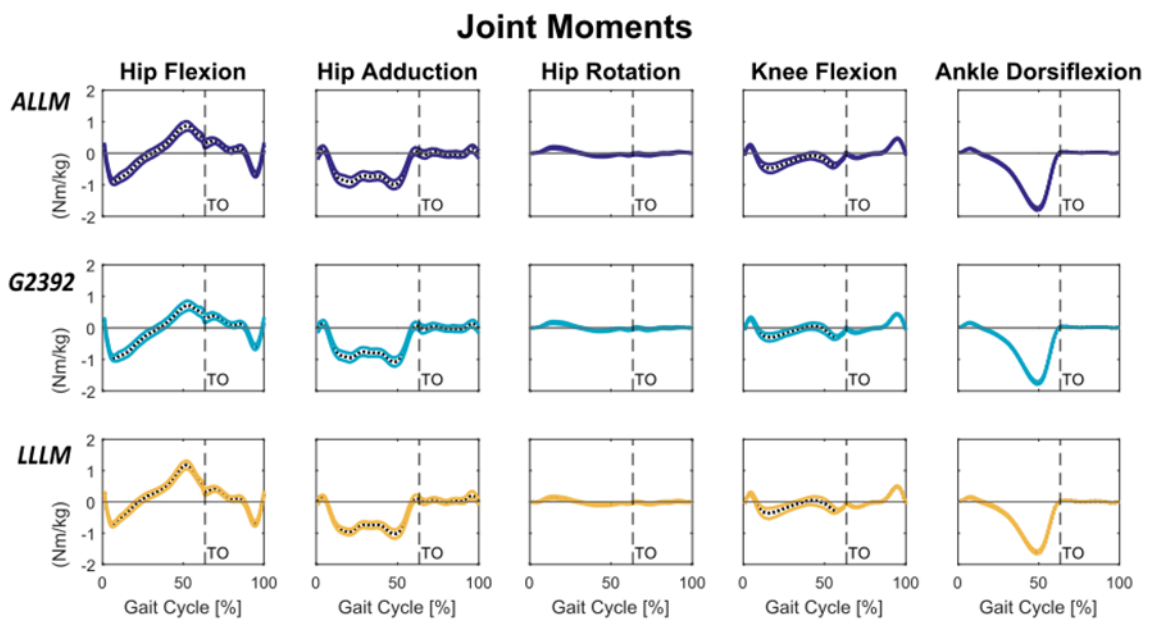 Joint Moments
Hip Flexion Hip Adduction Hip Rotation Knee Flexion Ankle Dorsiflexion
ALLM
(Nm/kg)
2
1
0
-1
-2
TO TO TO TO TO
G2392
(Nm/kg)
2
1
0
-1
-2
TO TO TO TO TO
LLLM
(Nm/kg)
2
1
0
-1
-2
TO TO TO TO TO
0 50 100 0 50 100 0 50 100 0 50 100 0 50 100
Gait Cycle [%] Gait Cycle [%] Gait Cycle [%] Gait Cycle [%] Gait Cycle [%]